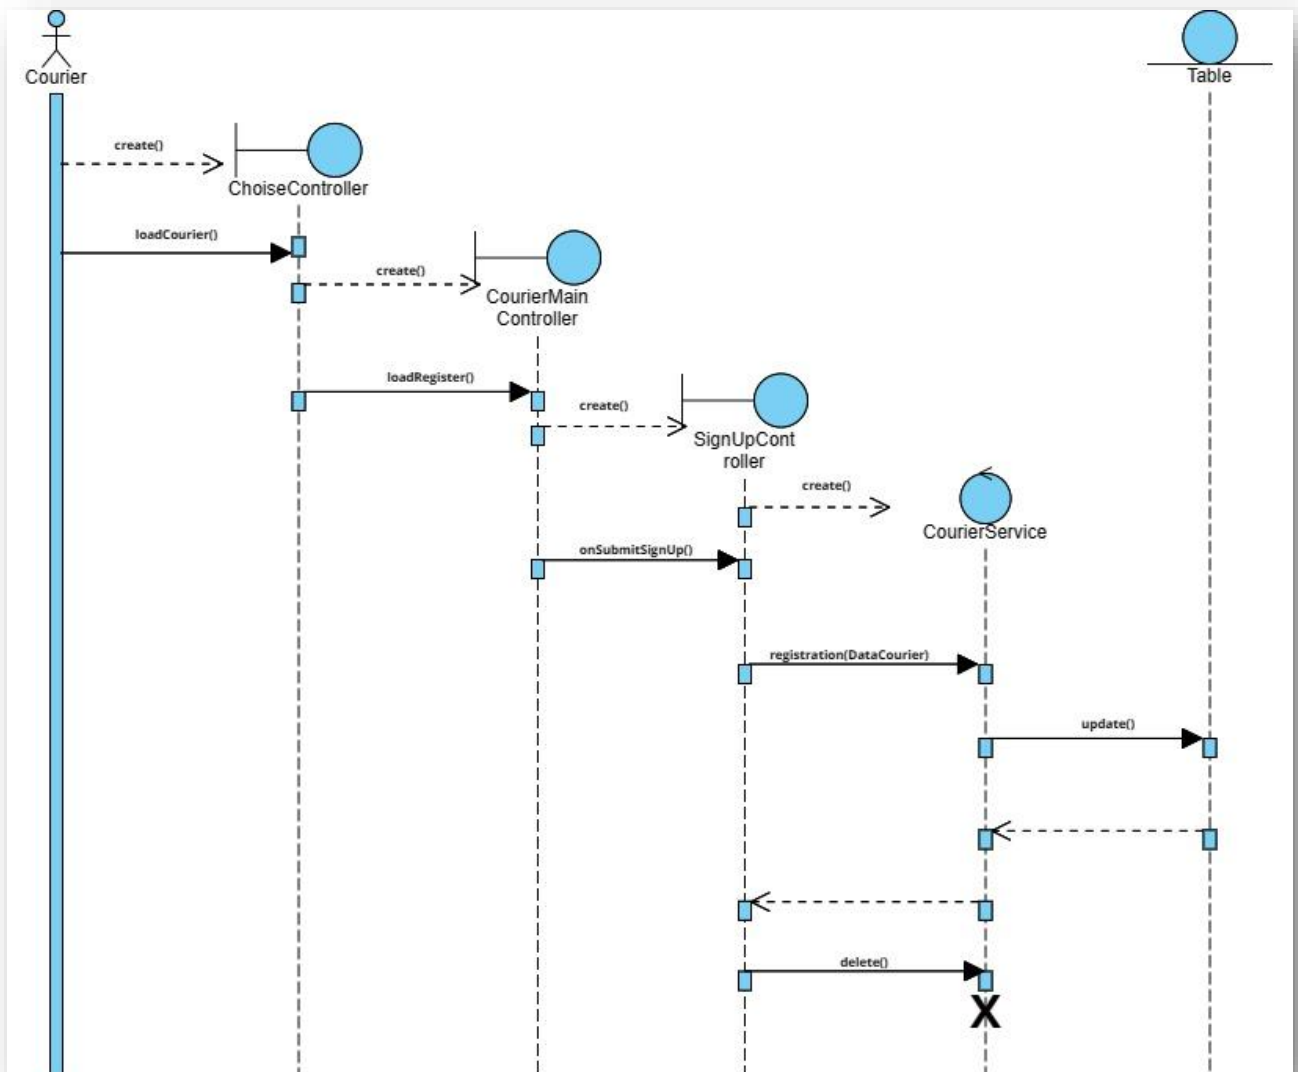 Courier
Table
create()
ChoiseController
loadCourier()
create()
CourierMain
Controller
loadRegister()
create()
SignUpCont
roller
create()
CourierService
onSubmitSignUp()
registration(DataCourier)
update()
delete()
X